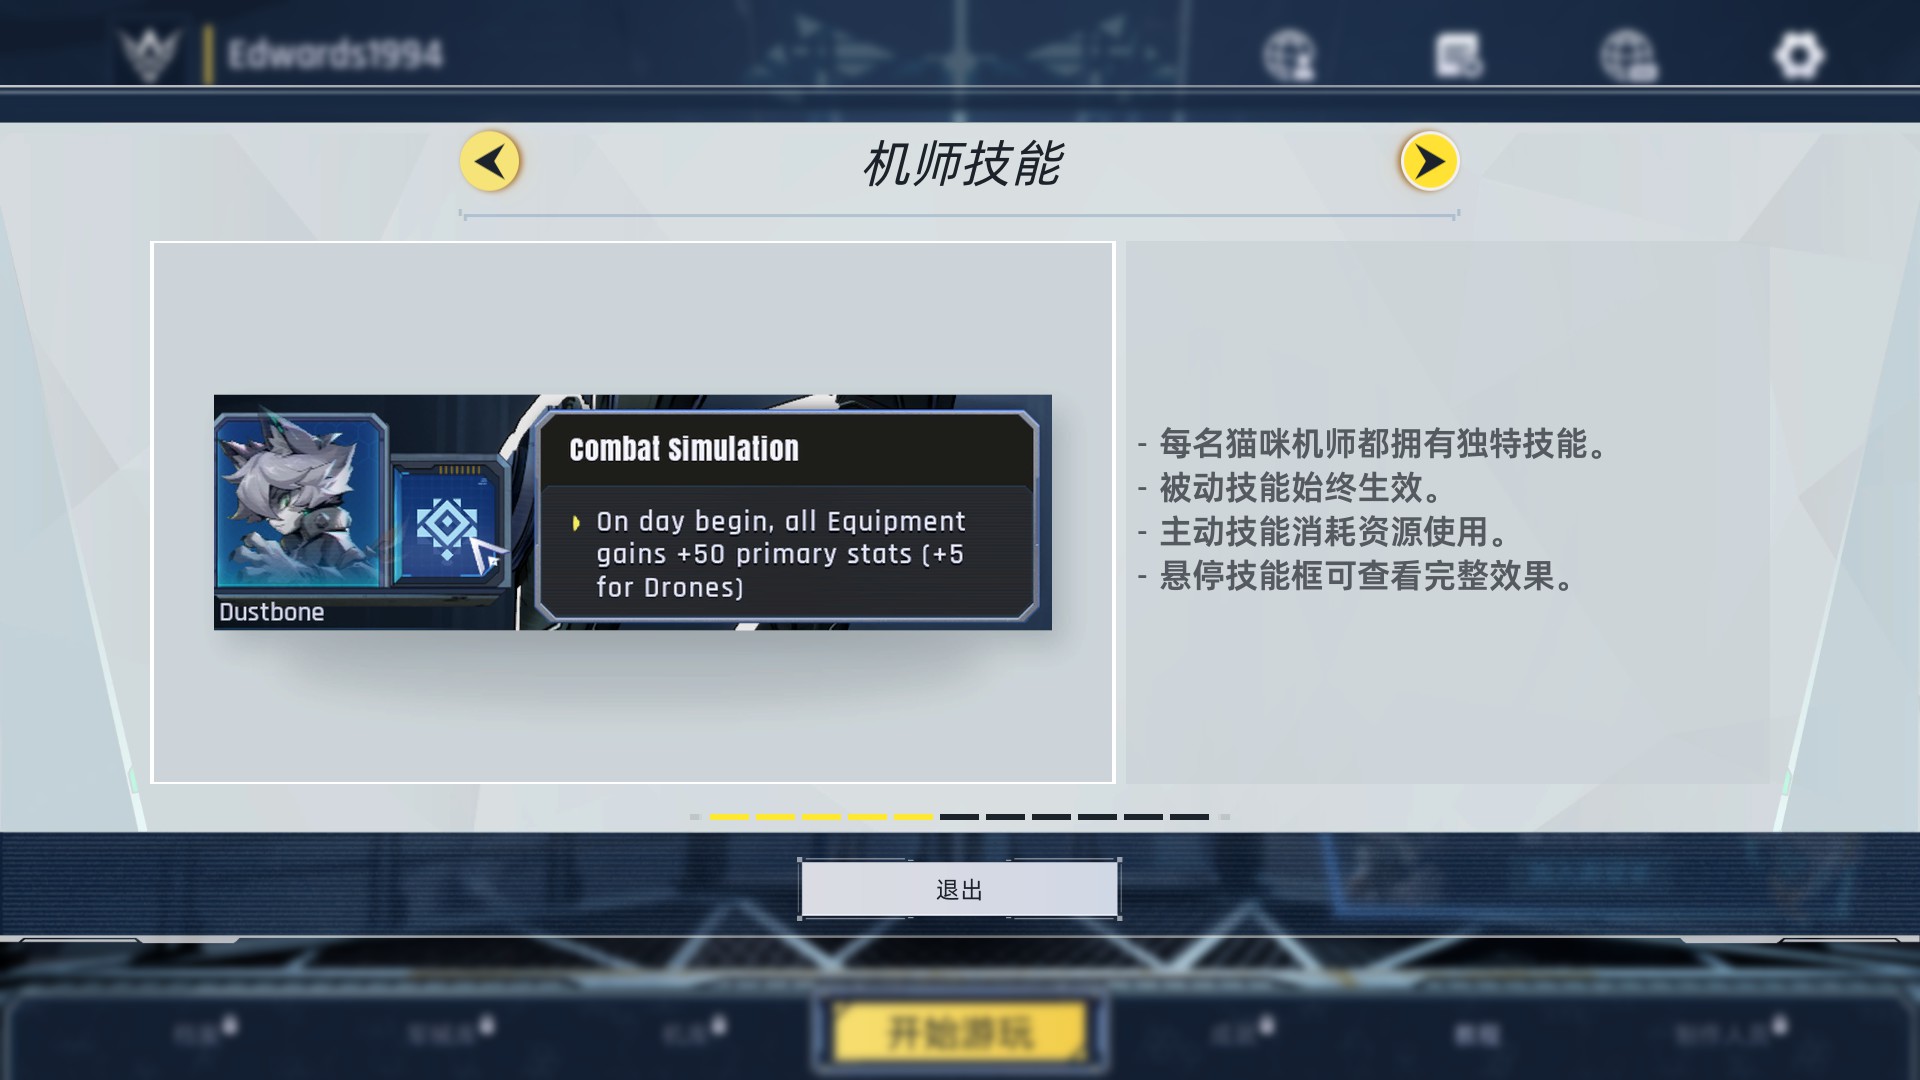 Edwards1994
机师技能
Combat Simulation
On day begin, all Equipment
gains +50 primary stats (+5
for Drones)
Dustbone
- 每名猫咪机师都拥有独特技能。
- 被动技能始终生效。
- 主动技能消耗资源使用。
- 悬停技能框可查看完整效果。
退出
开始游玩